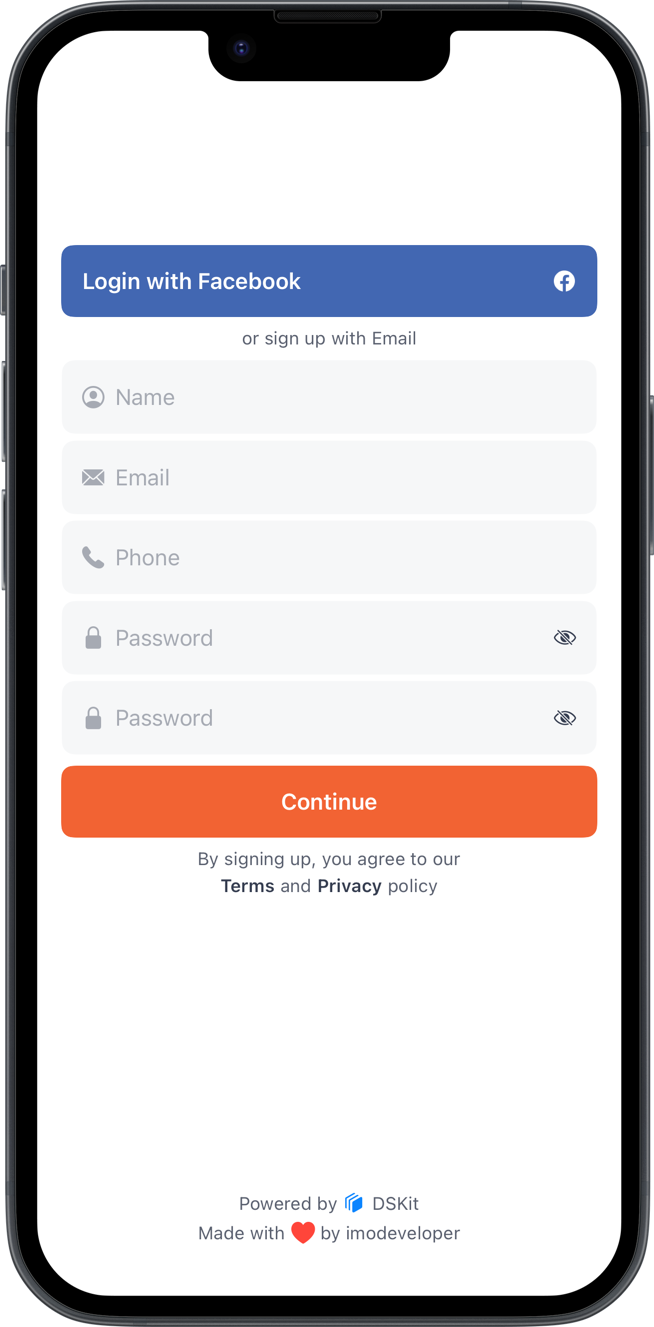 Login with Facebook
or sign up with Email
Name
Email
Phone
Password
Password
Continue
By signing up, you agree to our
Terms and Privacy policy
Powered by DSKit
Made with ❤️ by imodeveloper